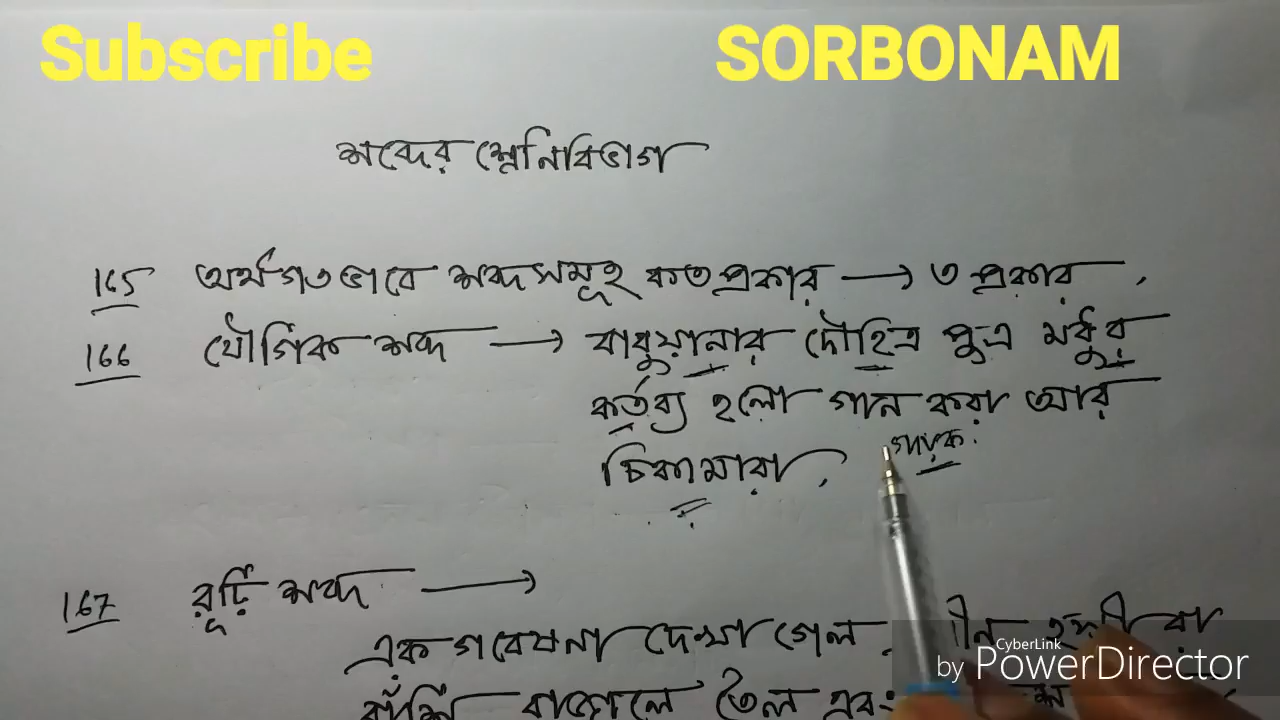 Subscribe SORBONAM
শব্দের শ্রেনিবিভাগ
165 অর্থগতভাবে শব্দসমূহ কত প্রকার → ৩ প্রকার,
166 যৌগিক শব্দ → বাবুয়ানার দৌহিত্র পুত্র মধুর
কর্তব্য হলো গান করা আর
গায়ক
চিকামারা,
167 রূঢ়ি শব্দ →
এক গবেষনা দেখা গেল
বাঁশি বাজালে তৈল এবং
CyberLink
by PowerDirector